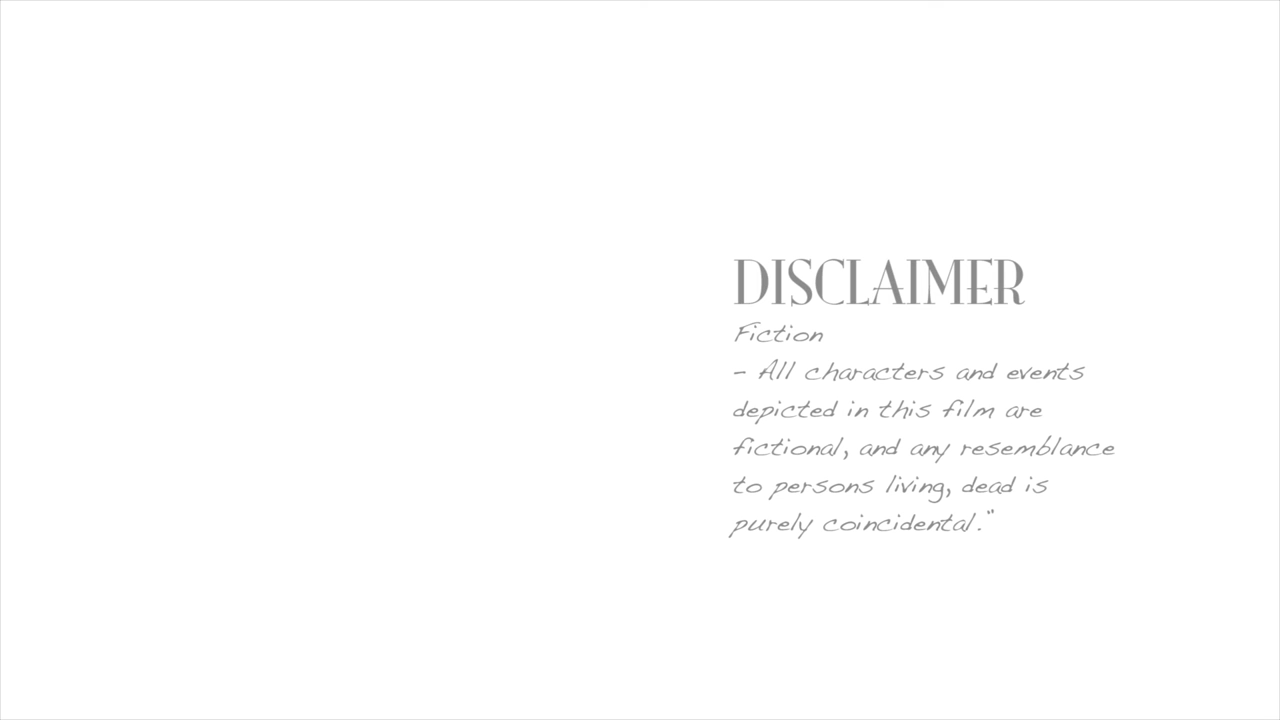 DISCLAIMER
Fiction
- All characters and events
depicted in this film are
fictional, and any resemblance
to persons living, dead is
purely coincidental."